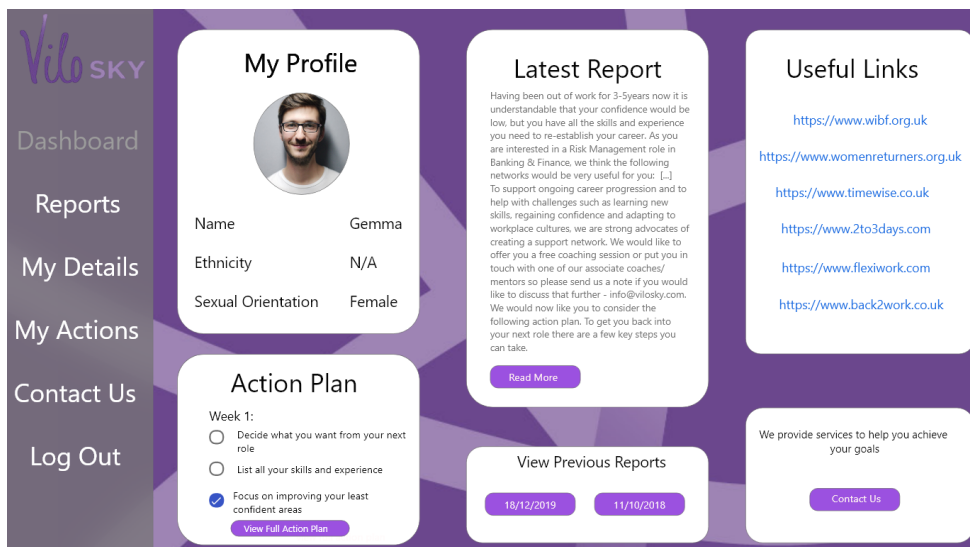 Vilo SKY
Dashboard
Reports
My Details
My Actions
Contact Us
Log Out
My Profile
Name Gemma
Ethnicity N/A
Sexual Orientation Female
Action Plan
Week 1:
Decide what you want from your next
role
List all your skills and experience
Focus on improving your least
confident areas
View Full Action Plan
Latest Report
Having been out of work for 3-5years now it is
understandable that your confidence would be
low, but you have all the skills and experience
you need to re-establish your career. As you
are interested in a Risk Management role in
Banking & Finance, we think the following
networks would be very useful for you: [...]
To support ongoing career progression and to
help with challenges such as learning new
skills, regaining confidence and adapting to
workplace cultures, we are strong advocates of
creating a support network. We would like to
offer you a free coaching session or put you in
touch with one of our associate coaches/
mentors so please send us a note if you would
like to discuss that further - info@vilosky.com.
We would now like you to consider the
following action plan. To get you back into
your next role there are a few key steps you
can take.
Read More
View Previous Reports
18/12/2019 11/10/2018
Useful Links
https://www.wibf.org.uk
https://www.womenreturners.org.uk
https://www.timewise.co.uk
https://www.2to3days.com
https://www.flexiwork.com
https://www.back2work.co.uk
We provide services to help you achieve
your goals
Contact Us